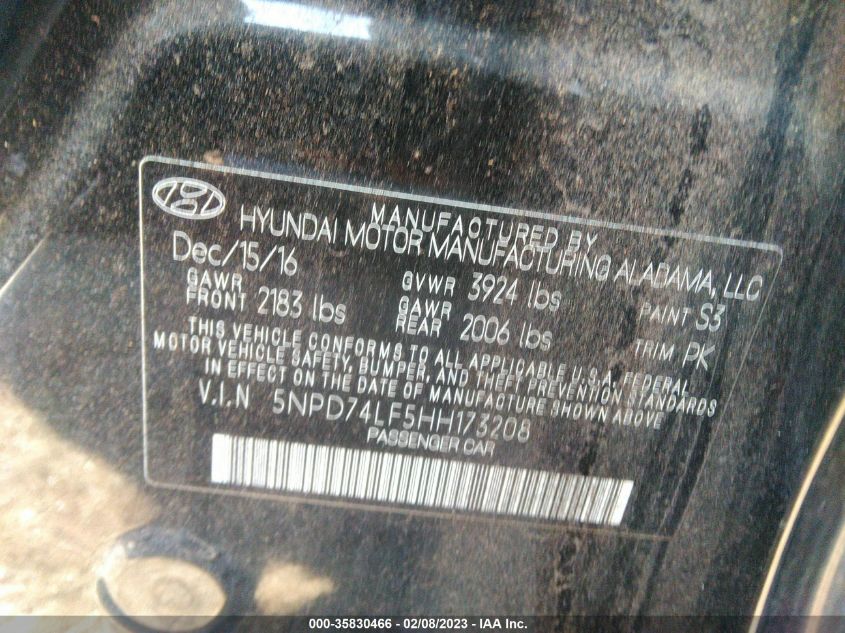 MANUFACTURED BY
HYUNDAI MOTOR MANUFACTURING ALABAMA, LLC
Dec/15/16
GVWR 3924 lbs
PAINT S3
GAWR FRONT 2183 lbs
GAWR REAR 2006 lbs
TRIM PK
THIS VEHICLE CONFORMS TO ALL APPLICABLE U.S.A. FEDERAL
MOTOR VEHICLE SAFETY, BUMPER, AND THEFT PREVENTION STANDARDS
IN EFFECT ON THE DATE OF MANUFACTURE SHOWN ABOVE
V.I.N 5NPD74LF5HH173208
PASSENGER CAR
000-35830466 - 02/08/2023 - IAA Inc.